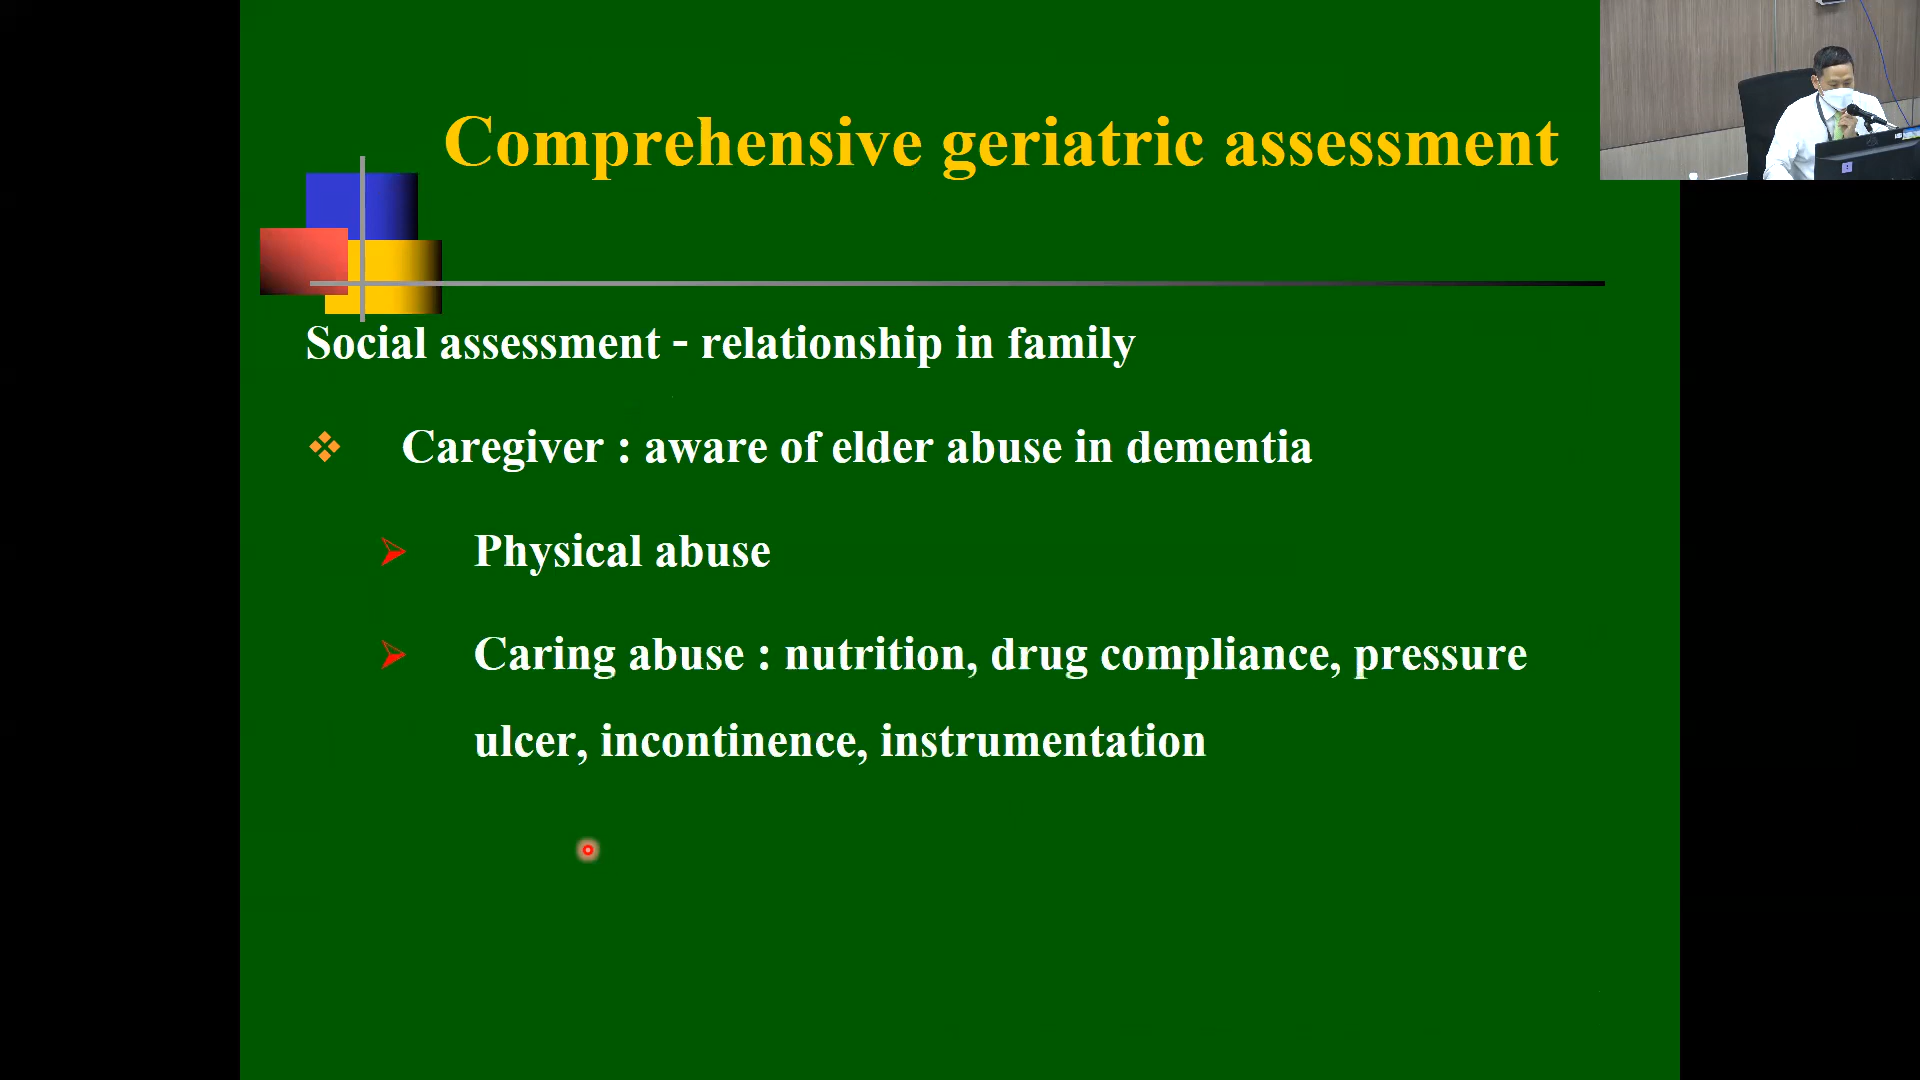 Comprehensive geriatric assessment
Social assessment - relationship in family
Caregiver : aware of elder abuse in dementia
Physical abuse
Caring abuse : nutrition, drug compliance, pressure
ulcer, incontinence, instrumentation